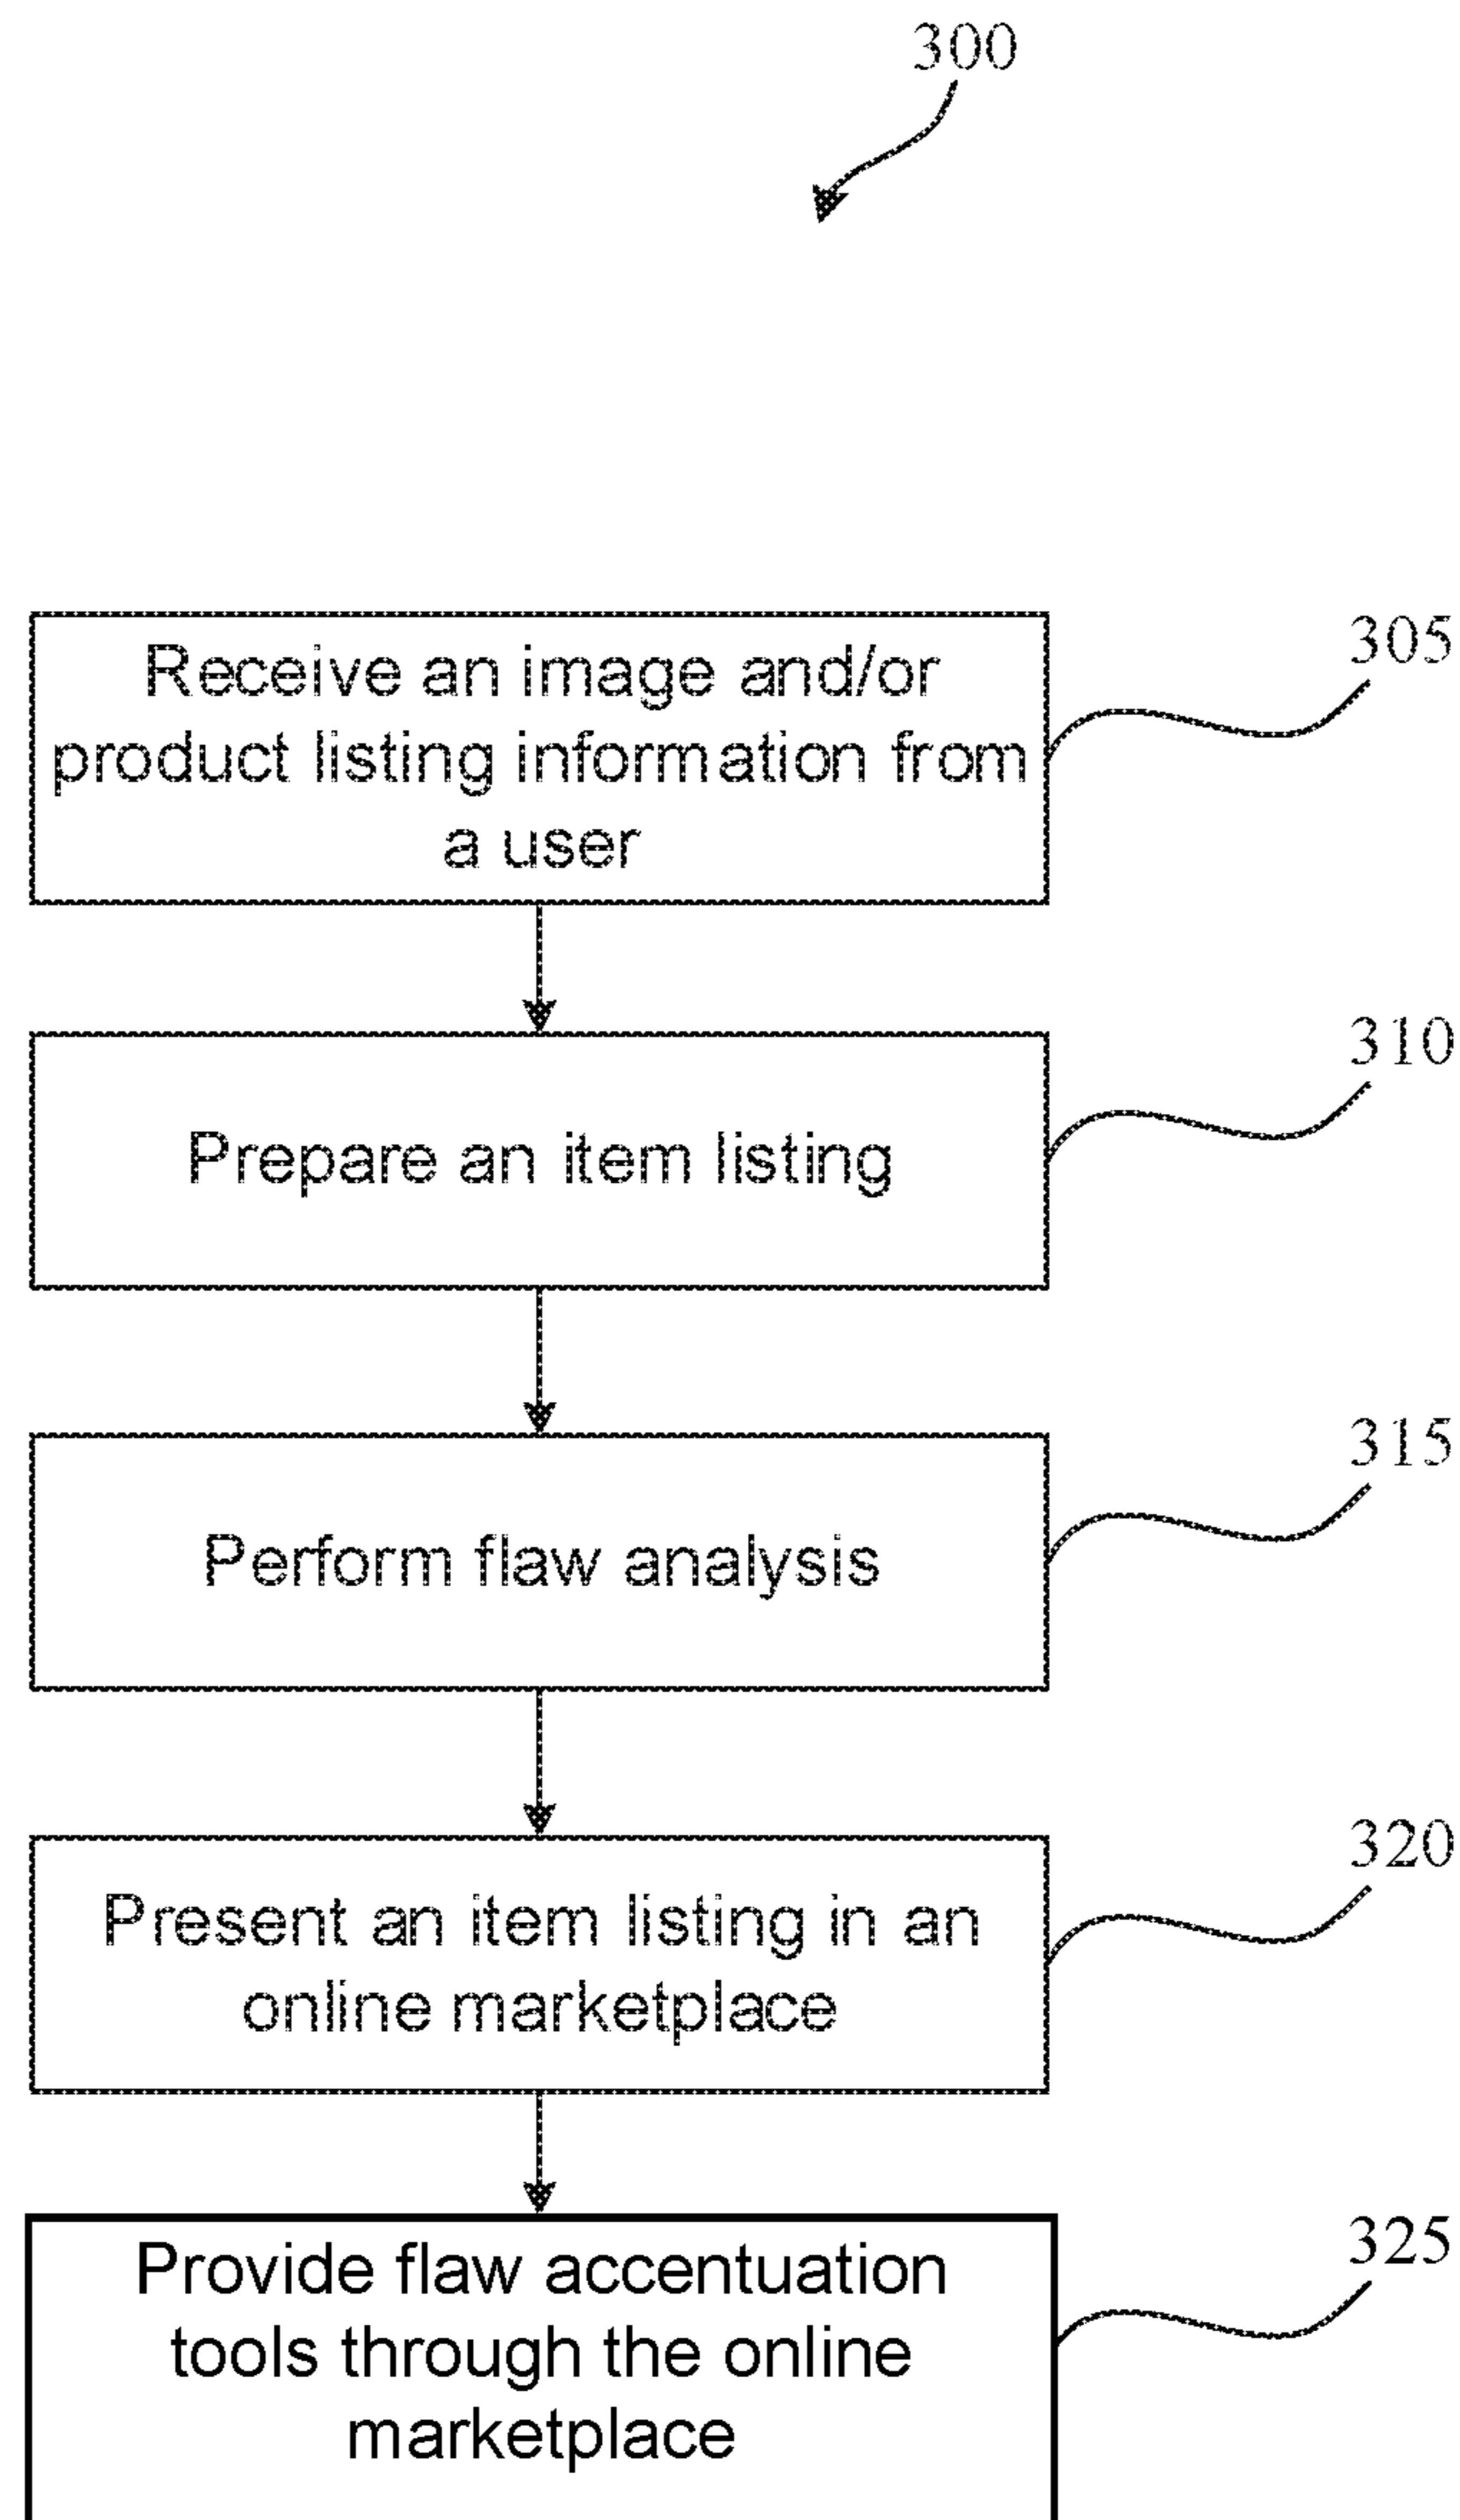 300
Receive an image and/or
product listing information from
a user
305
Prepare an item listing
310
Perform flaw analysis
315
Present an item listing in an
online marketplace
320
Provide flaw accentuation
tools through the online
marketplace
325